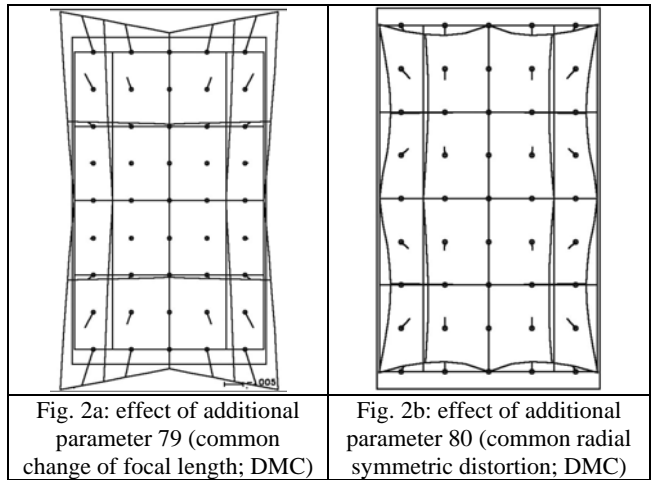 .005
Fig. 2a: effect of additional
parameter 79 (common
change of focal length; DMC)
Fig. 2b: effect of additional
parameter 80 (common radial
symmetric distortion; DMC)